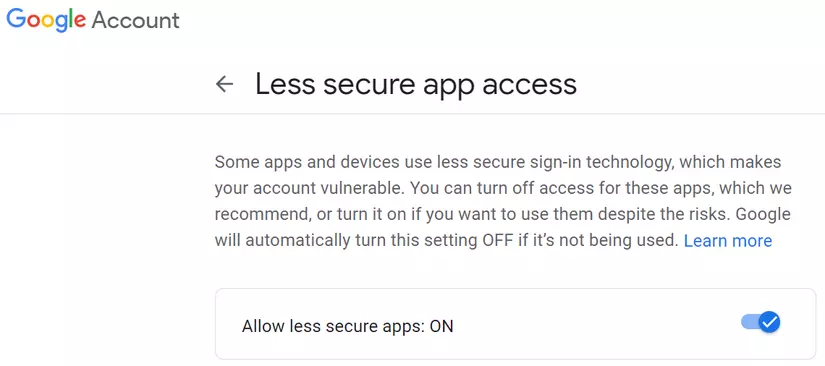 Google Account
Less secure app access
Some apps and devices use less secure sign-in technology, which makes
your account vulnerable. You can turn off access for these apps, which we
recommend, or turn it on if you want to use them despite the risks. Google
will automatically turn this setting OFF if it’s not being used. Learn more
Allow less secure apps: ON